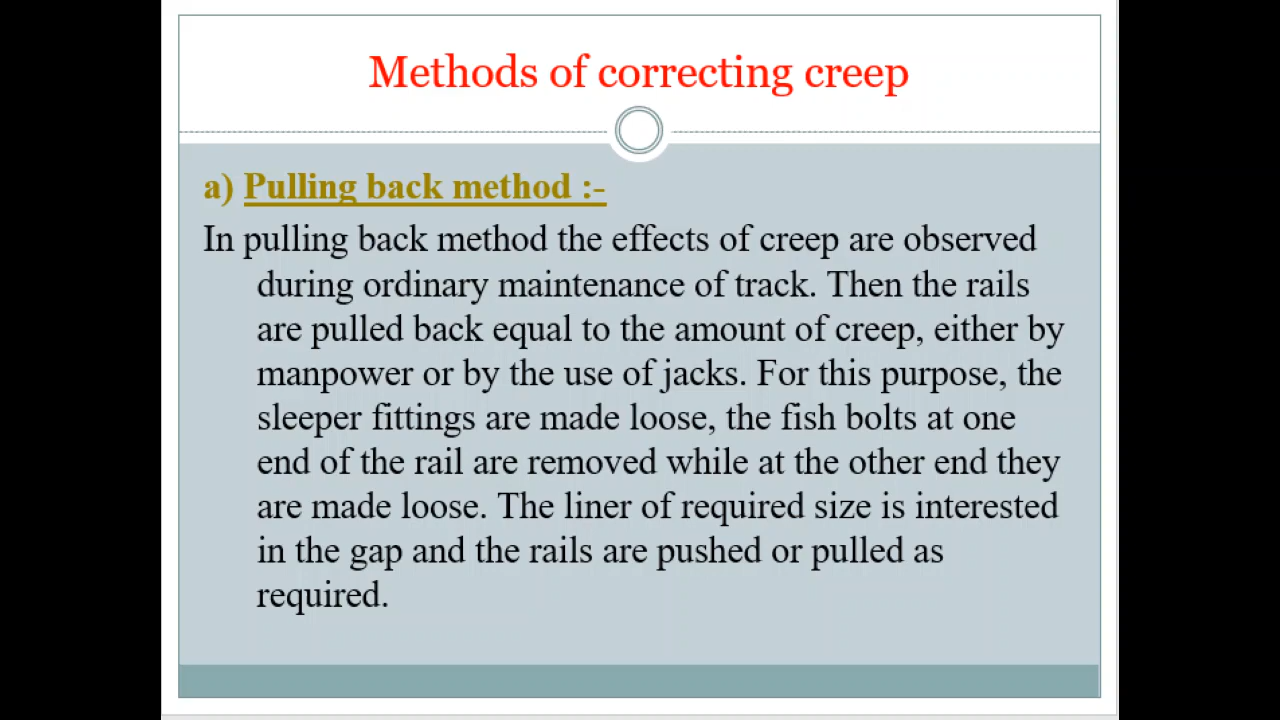 Methods of correcting creep
a) Pulling back method :-
In pulling back method the effects of creep are observed
during ordinary maintenance of track. Then the rails
are pulled back equal to the amount of creep, either by
manpower or by the use of jacks. For this purpose, the
sleeper fittings are made loose, the fish bolts at one
end of the rail are removed while at the other end they
are made loose. The liner of required size is interested
in the gap and the rails are pushed or pulled as
required.